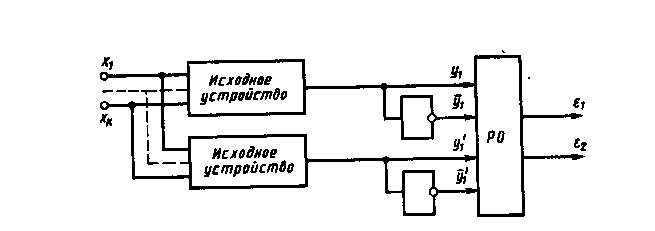 x₁
Исходное
устройство
y₁
ȳ₁
ε₁
xₖ
РО
Исходное
устройство
y₁'
ε₂
ȳ₁'